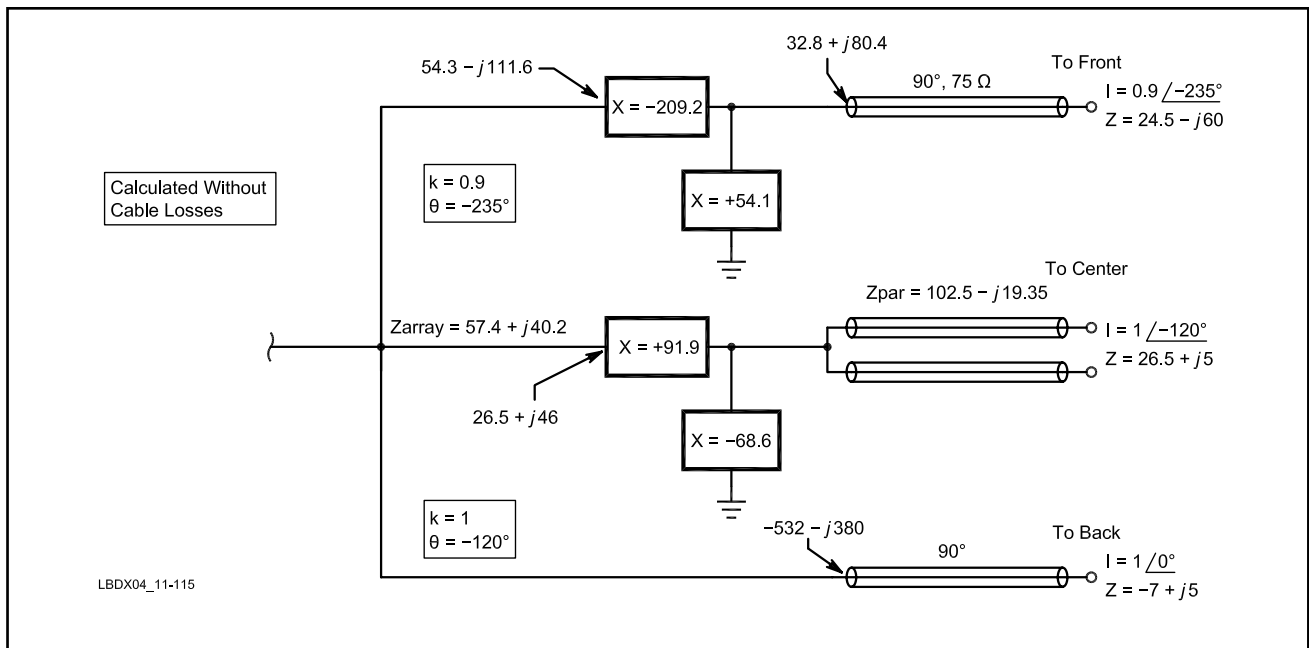 32.8 + j80.4
54.3 – j111.6
To Front
90°, 75 Ω
I = 0.9 /–235°
X = –209.2
Z = 24.5 – j60
Calculated Without
Cable Losses
k = 0.9
θ = –235°
X = +54.1
To Center
Zpar = 102.5 – j19.35
Zarray = 57.4 + j40.2
X = +91.9
I = 1 /–120°
Z = 26.5 + j5
26.5 + j46
X = –68.6
k = 1
θ = –120°
–532 – j380
To Back
90°
I = 1 /0°
Z = –7 + j5
LBDX04_11-115